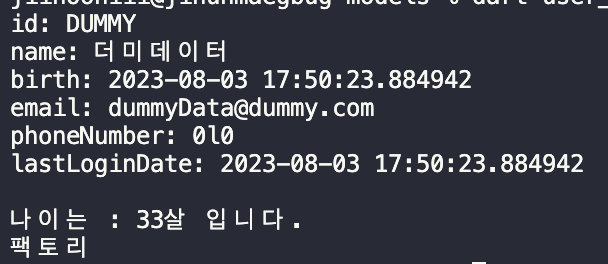 id: DUMMY
name: 더미데이터
birth: 2023-08-03 17:50:23.884942
email: dummyData@dummy.com
phoneNumber: 0l0
lastLoginDate: 2023-08-03 17:50:23.884942
나이는 : 33살 입니다.
팩토리